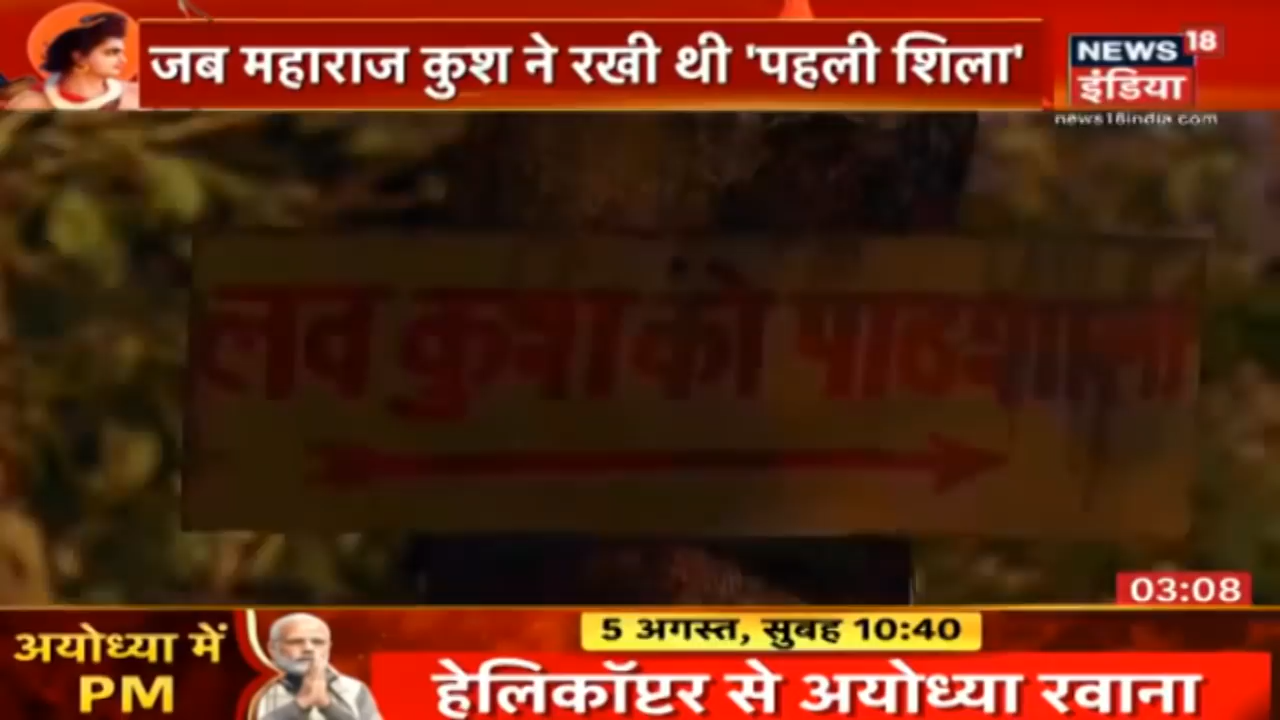 जब महाराज कुश ने रखी थी 'पहली शिला'
NEWS 18
इंडिया
news18india.com
लव कुश की पाठशाला
03:08
अयोध्या में
PM
5 अगस्त, सुबह 10:40
हेलिकॉप्टर से अयोध्या रवाना